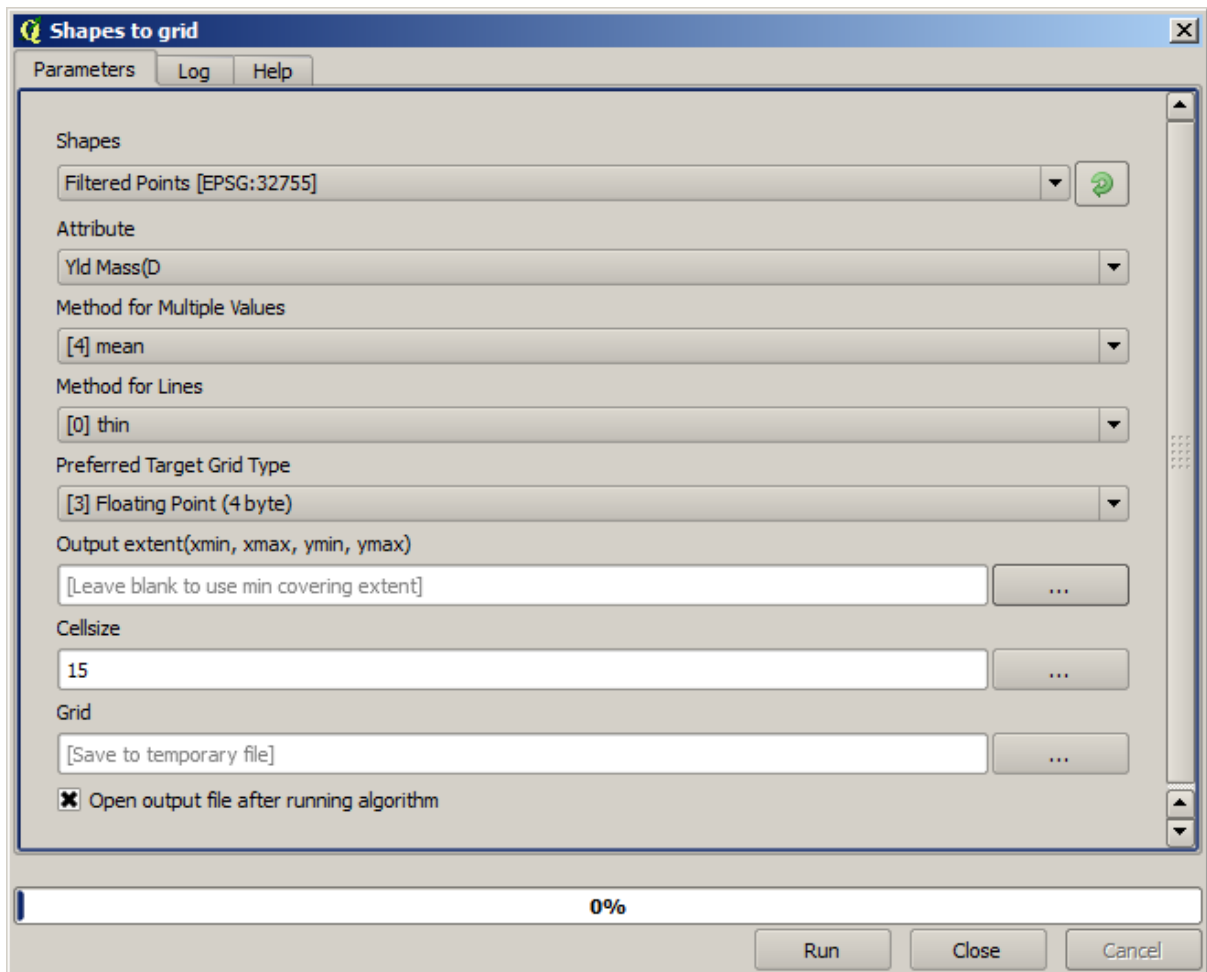 Shapes to grid
Parameters Log Help
Shapes
Filtered Points [EPSG:32755]
Attribute
Yld Mass(D
Method for Multiple Values
[4] mean
Method for Lines
[0] thin
Preferred Target Grid Type
[3] Floating Point (4 byte)
Output extent(xmin, xmax, ymin, ymax)
[Leave blank to use min covering extent]
...
Cellsize
15
...
Grid
[Save to temporary file]
...
Open output file after running algorithm
0%
Run Close Cancel